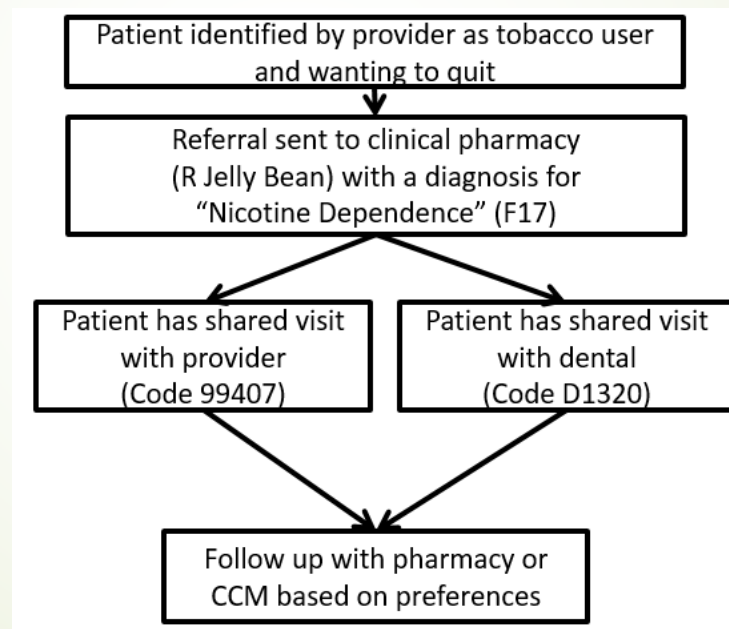 Patient identified by provider as tobacco user
and wanting to quit
Referral sent to clinical pharmacy
(R Jelly Bean) with a diagnosis for
“Nicotine Dependence” (F17)
Patient has shared visit
with provider
(Code 99407)
Patient has shared visit
with dental
(Code D1320)
Follow up with pharmacy or
CCM based on preferences